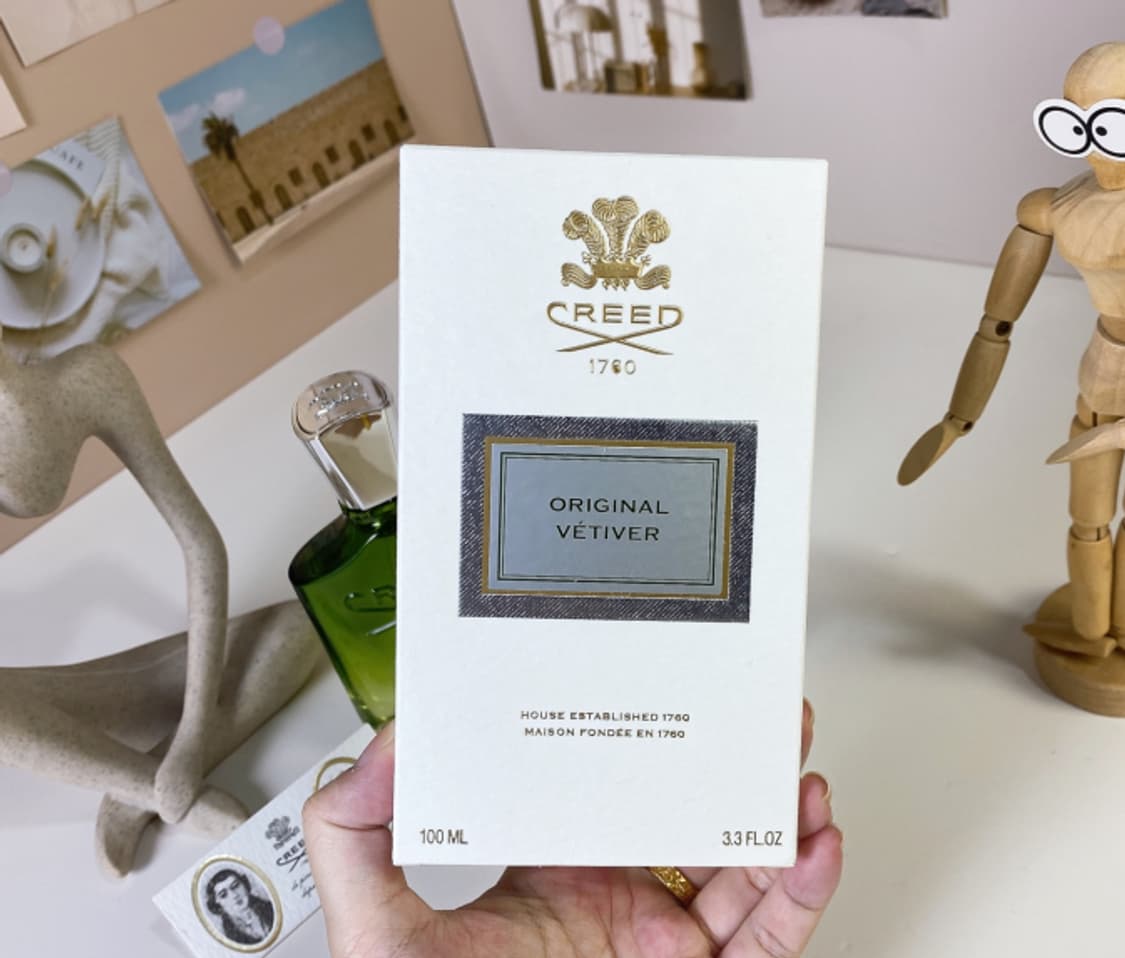 CREED
1760
ORIGINAL
VÉTIVER
HOUSE ESTABLISHED 1760
MAISON FONDÉE EN 1760
100 ML
3.3 FL.OZ